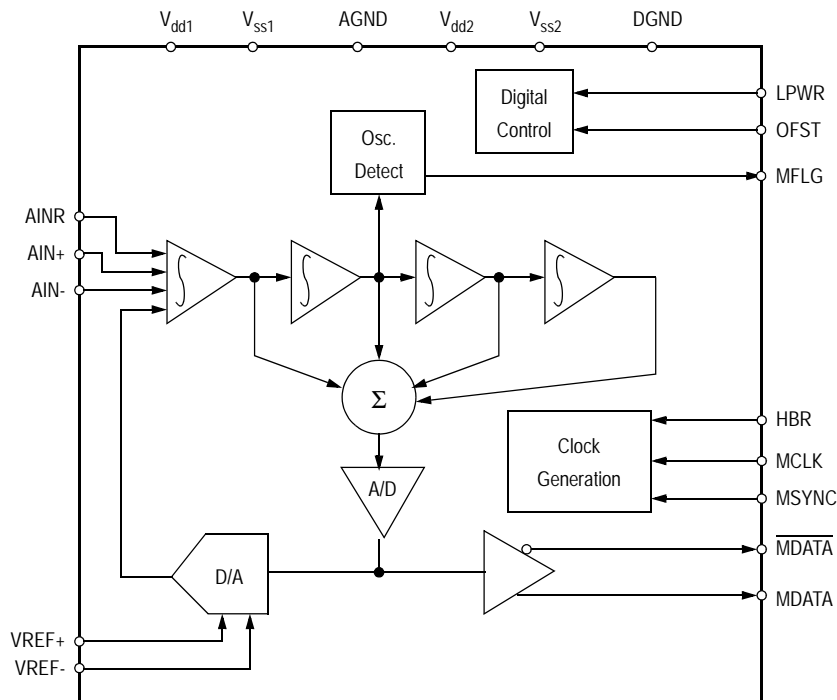 Vdd1 Vss1 AGND Vdd2 Vss2 DGND
Digital
Control
LPWR
OFST
Osc.
Detect
MFLG
AINR
AIN+
AIN-
∫ ∫ ∫ ∫
Σ
Clock
Generation
HBR
MCLK
MSYNC
A/D
MDATA
D/A
MDATA
VREF+
VREF-